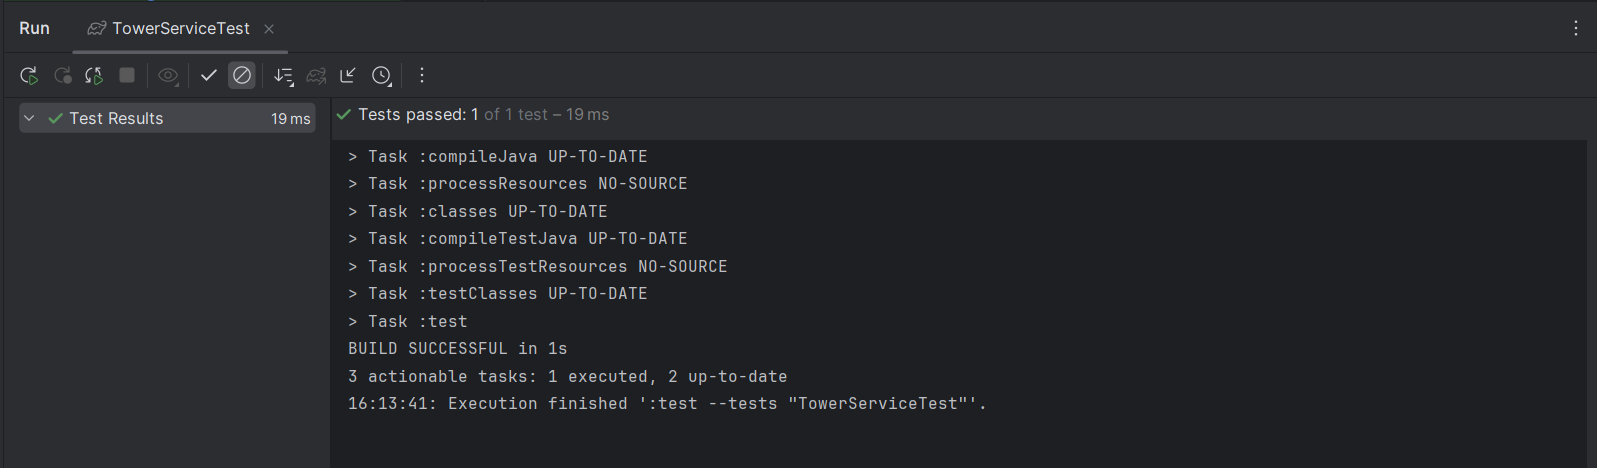 Run TowerServiceTest
Test Results 19 ms
Tests passed: 1 of 1 test – 19 ms
> Task :compileJava UP-TO-DATE
> Task :processResources NO-SOURCE
> Task :classes UP-TO-DATE
> Task :compileTestJava UP-TO-DATE
> Task :processTestResources NO-SOURCE
> Task :testClasses UP-TO-DATE
> Task :test
BUILD SUCCESSFUL in 1s
3 actionable tasks: 1 executed, 2 up-to-date
16:13:41: Execution finished ':test --tests "TowerServiceTest"'.